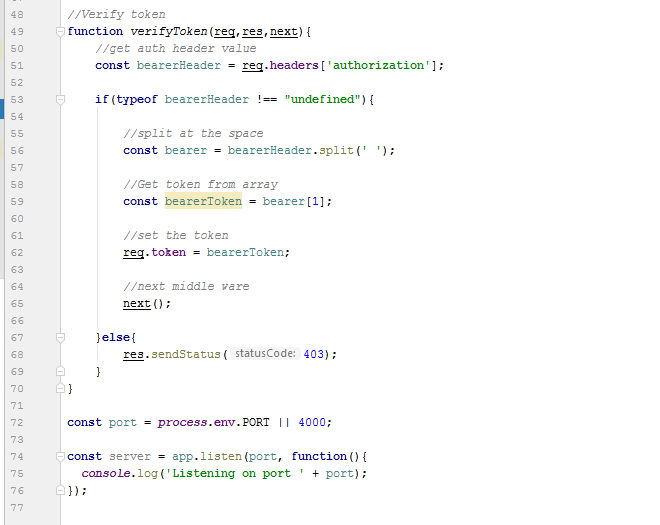 48 //Verify token
49 function verifyToken(req,res,next){
50 //get auth header value
51 const bearerHeader = req.headers['authorization'];
52
53 if(typeof bearerHeader !== "undefined"){
54
55 //split at the space
56 const bearer = bearerHeader.split(' ');
57
58 //Get token from array
59 const bearerToken = bearer[1];
60
61 //set the token
62 req.token = bearerToken;
63
64 //next middle ware
65 next();
66
67 }else{
68 res.sendStatus( statusCode: 403);
69 }
70 }
71
72 const port = process.env.PORT || 4000;
73
74 const server = app.listen(port, function(){
75 console.log('Listening on port ' + port);
76 });
77